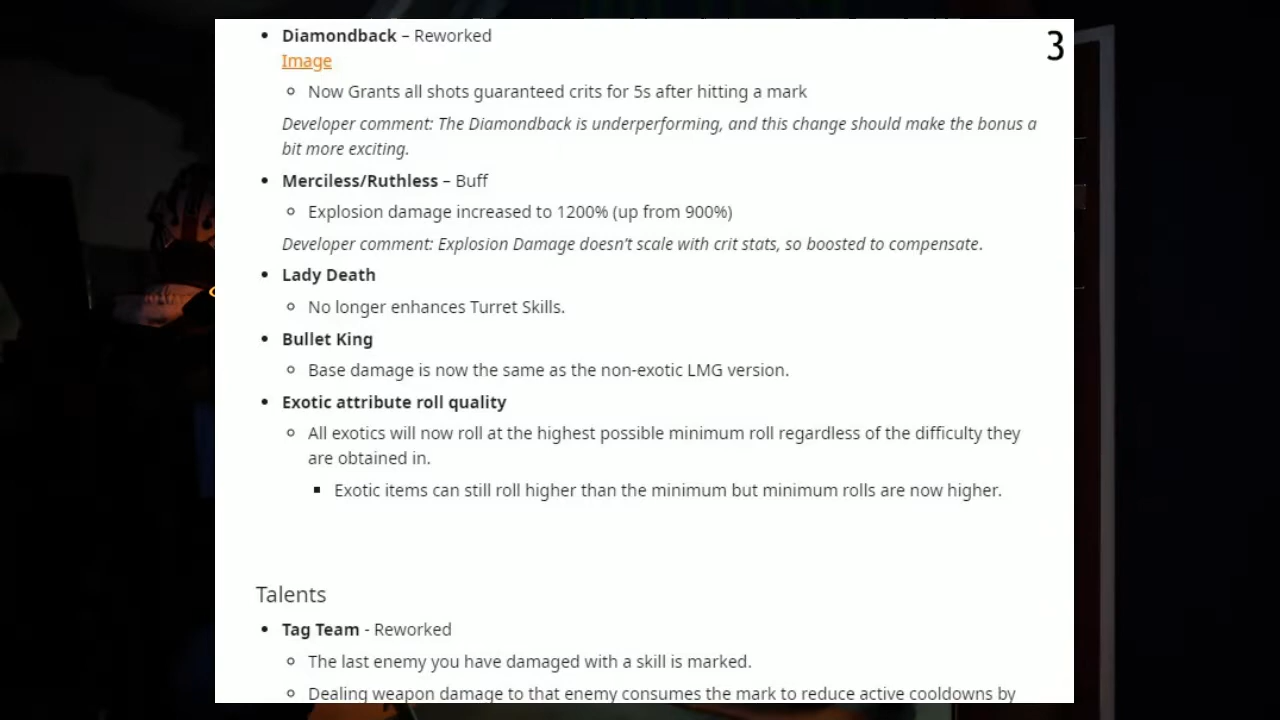 3
Diamondback – Reworked
Image
Now Grants all shots guaranteed crits for 5s after hitting a mark
Developer comment: The Diamondback is underperforming, and this change should make the bonus a
bit more exciting.
Merciless/Ruthless – Buff
Explosion damage increased to 1200% (up from 900%)
Developer comment: Explosion Damage doesn’t scale with crit stats, so boosted to compensate.
Lady Death
No longer enhances Turret Skills.
Bullet King
Base damage is now the same as the non-exotic LMG version.
Exotic attribute roll quality
All exotics will now roll at the highest possible minimum roll regardless of the difficulty they
are obtained in.
Exotic items can still roll higher than the minimum but minimum rolls are now higher.
Talents
Tag Team - Reworked
The last enemy you have damaged with a skill is marked.
Dealing weapon damage to that enemy consumes the mark to reduce active cooldowns by